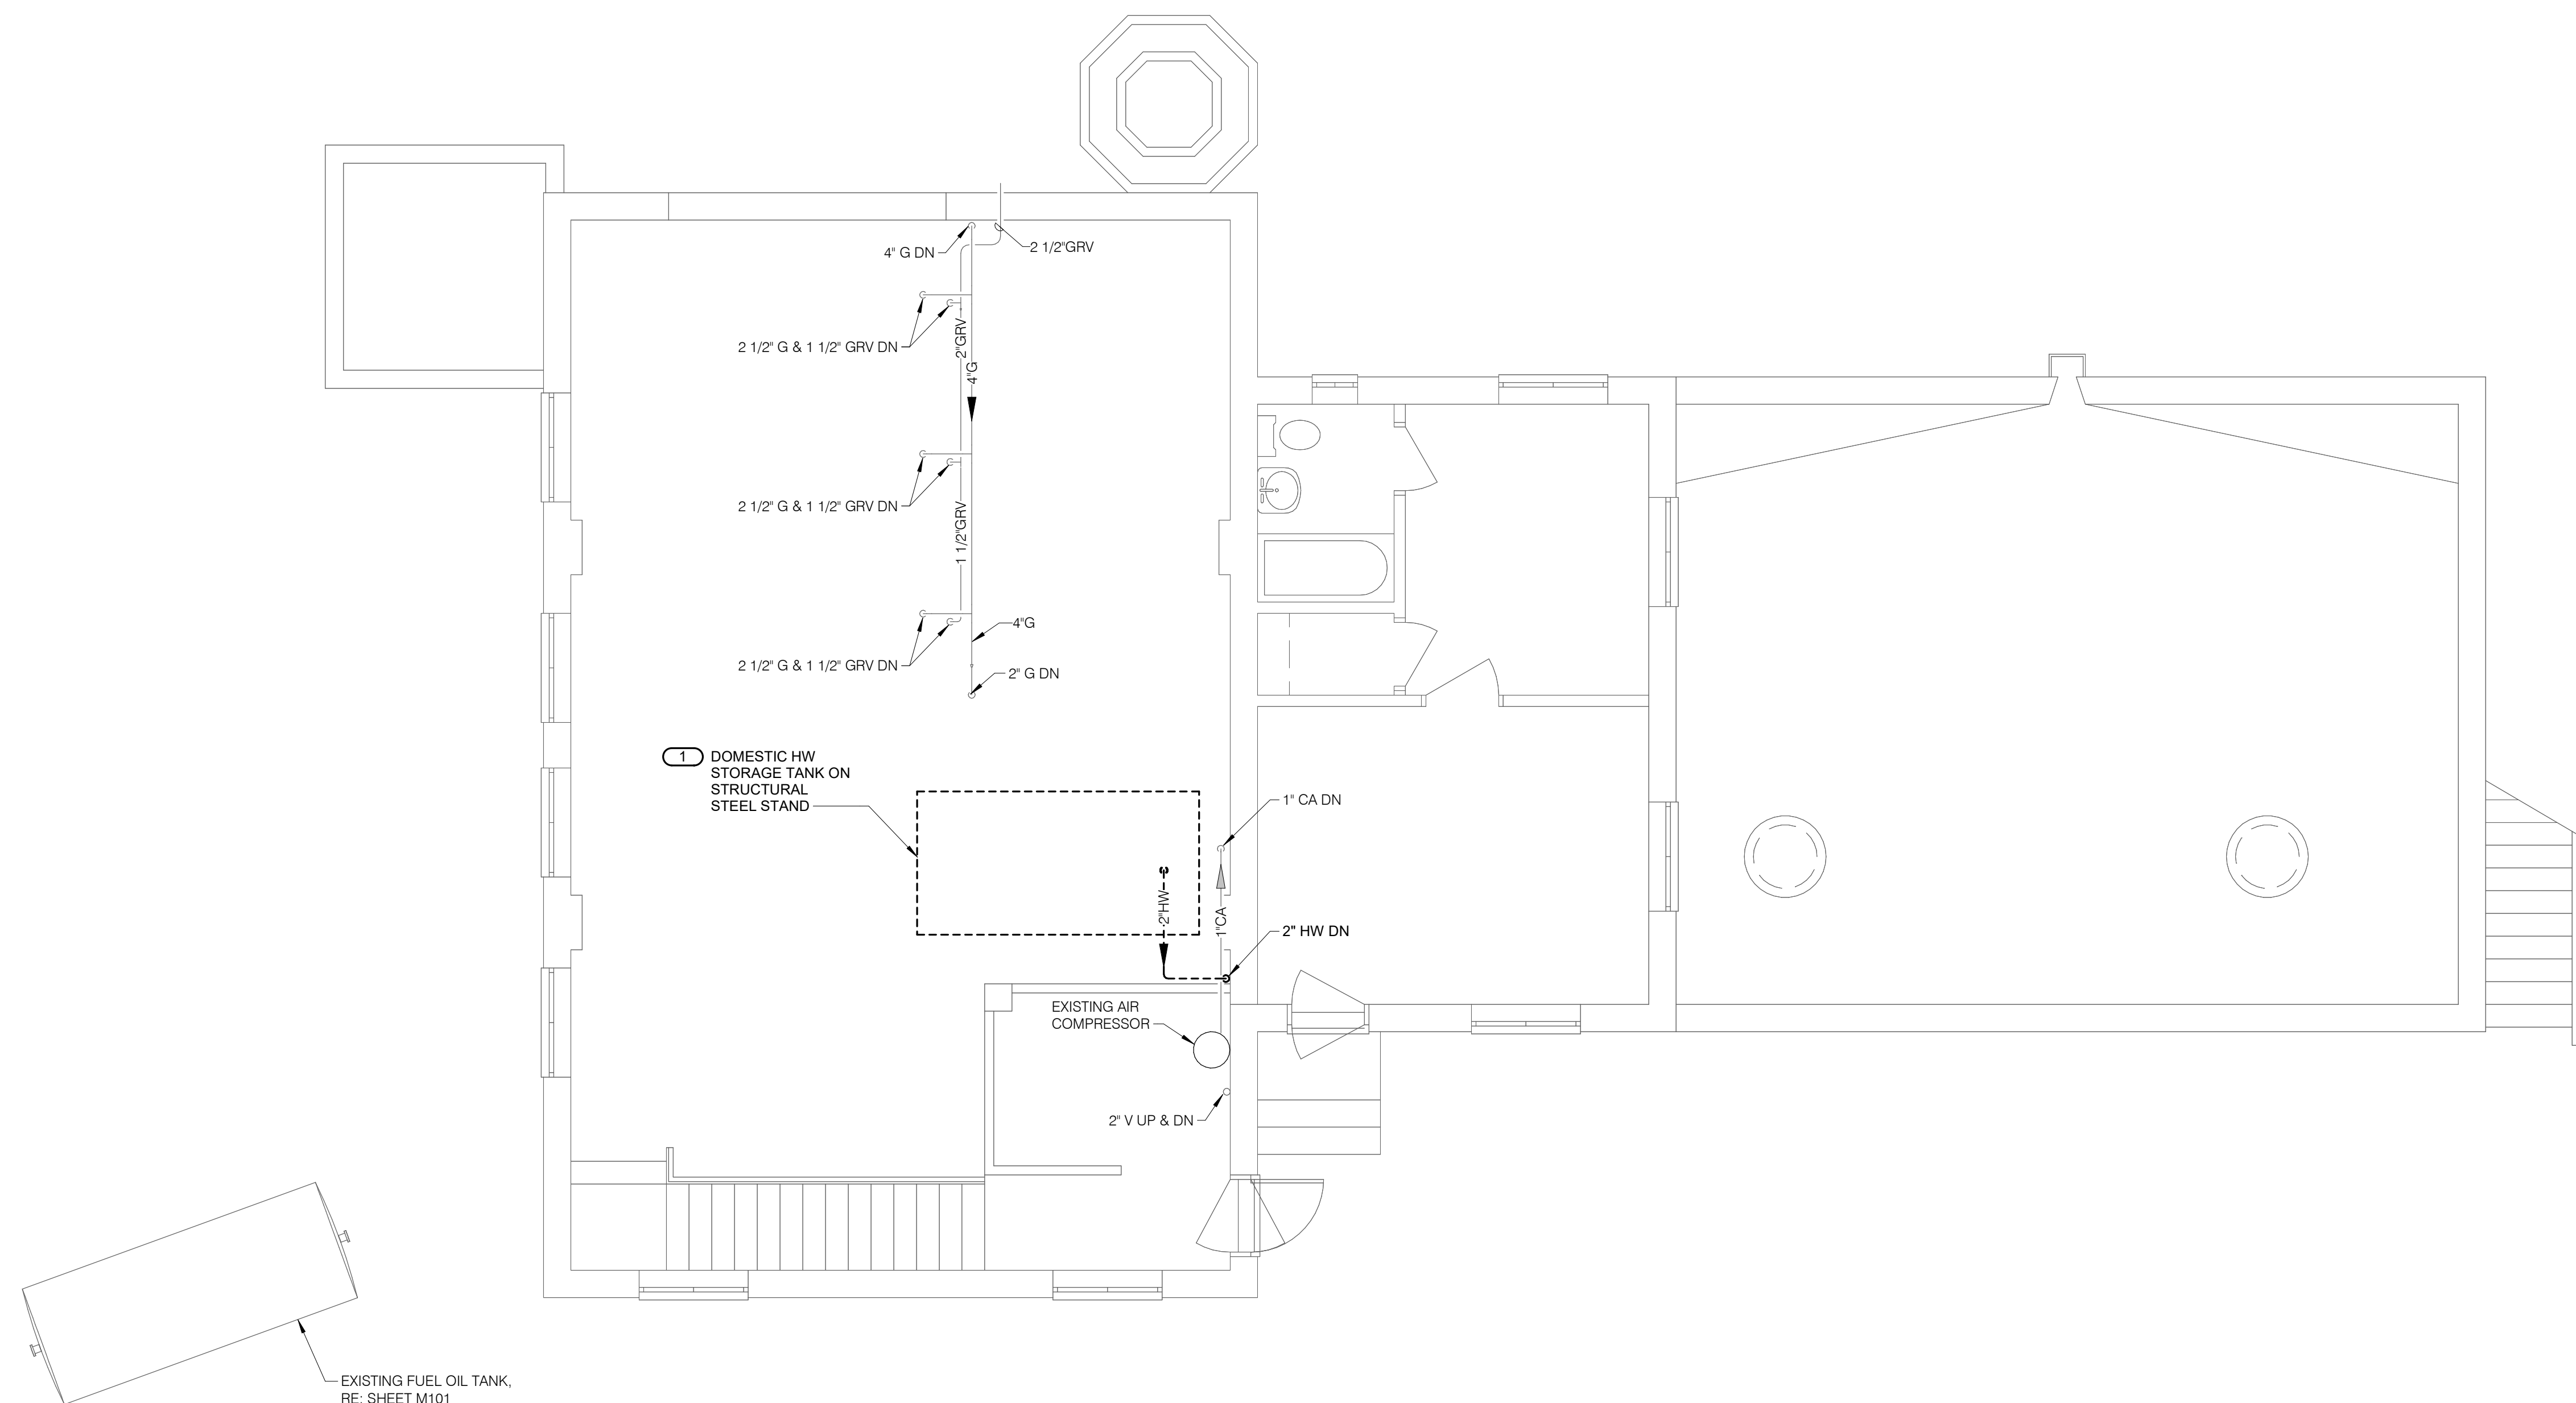 4" G DN
2 1/2"GRV
2 1/2" G & 1 1/2" GRV DN
2"GRV
4"G
2 1/2" G & 1 1/2" GRV DN
1 1/2"GRV
4"G
2 1/2" G & 1 1/2" GRV DN
2" G DN
1 DOMESTIC HW
STORAGE TANK ON
STRUCTURAL
STEEL STAND
1" CA DN
2"HW
1"CA
2" HW DN
EXISTING AIR
COMPRESSOR
2" V UP & DN
EXISTING FUEL OIL TANK,
RE: SHEET M101